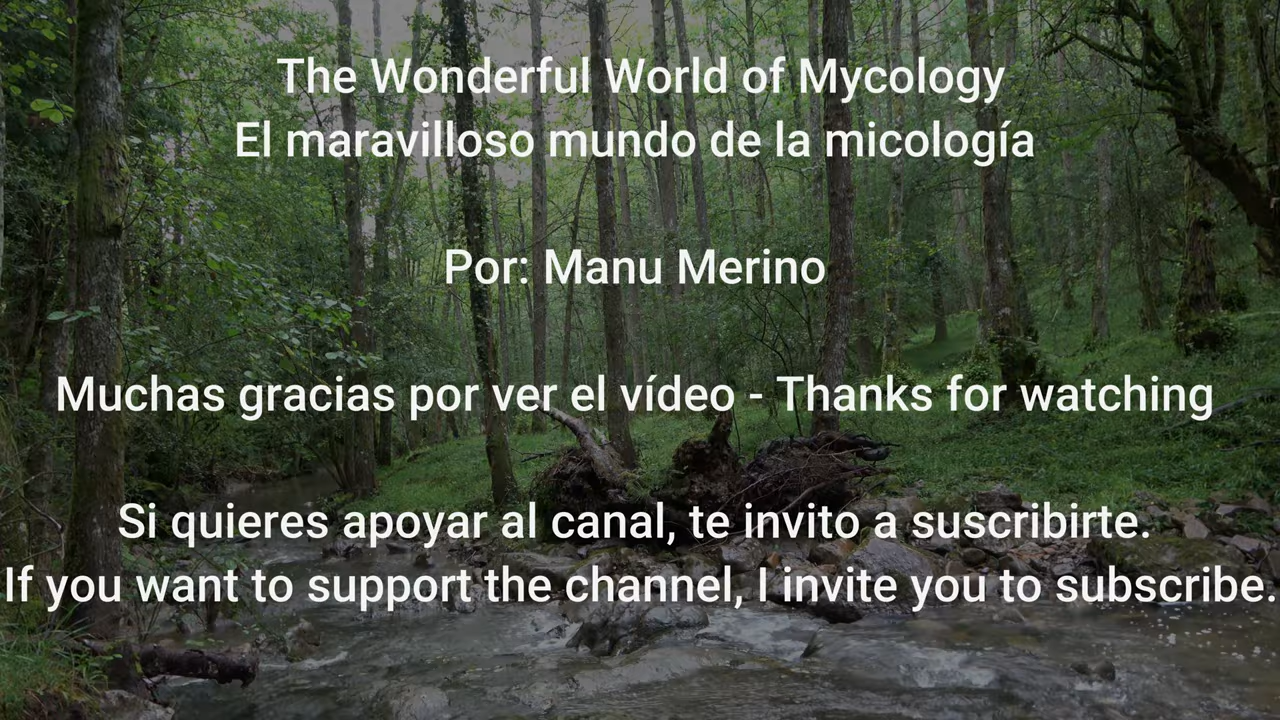 The Wonderful World of Mycology
El maravilloso mundo de la micología
Por: Manu Merino
Muchas gracias por ver el vídeo - Thanks for watching
Si quieres apoyar al canal, te invito a suscribirte.
If you want to support the channel, I invite you to subscribe.